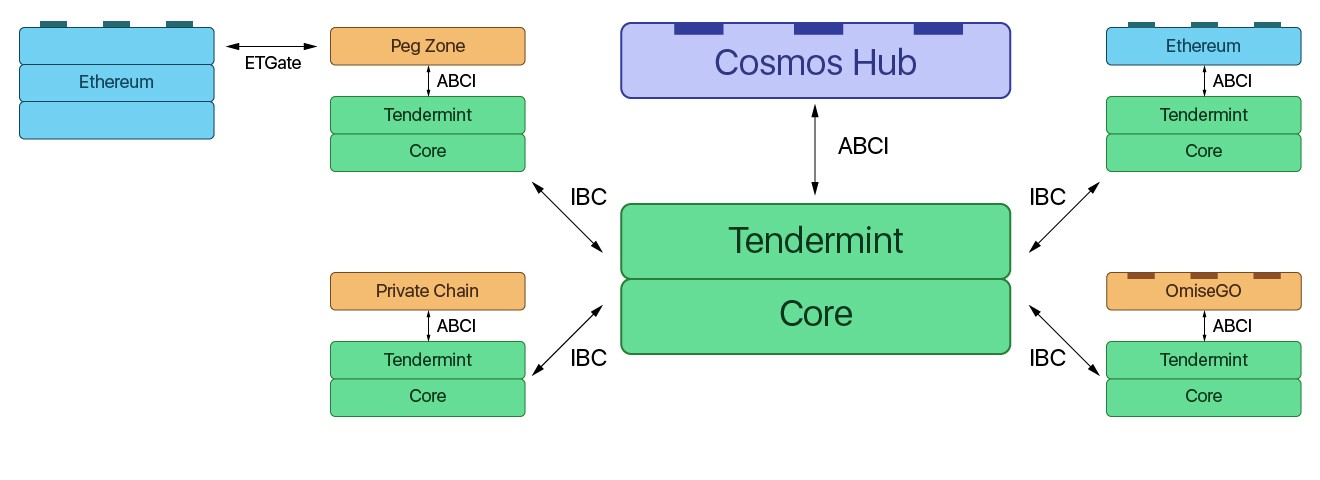 Ethereum
ETGate
Peg Zone
ABCI
Tendermint
Core
IBC
Private Chain
ABCI
Tendermint
Core
IBC
Cosmos Hub
ABCI
Tendermint
Core
Ethereum
ABCI
Tendermint
Core
IBC
OmiseGO
ABCI
Tendermint
Core
IBC